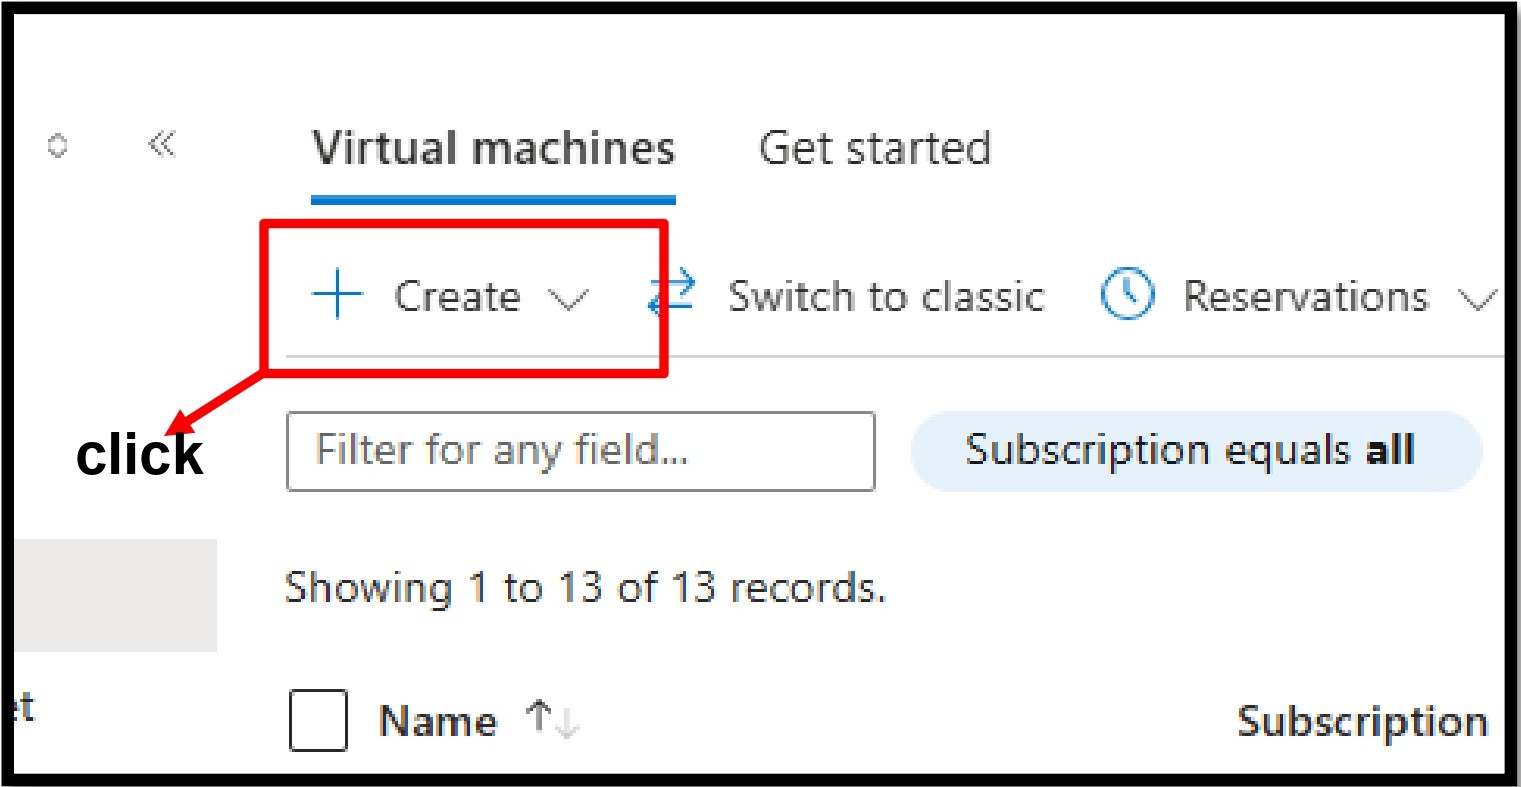 Virtual machines Get started
Create Switch to classic Reservations
click
Filter for any field... Subscription equals all
Showing 1 to 13 of 13 records.
et
Name Subscription